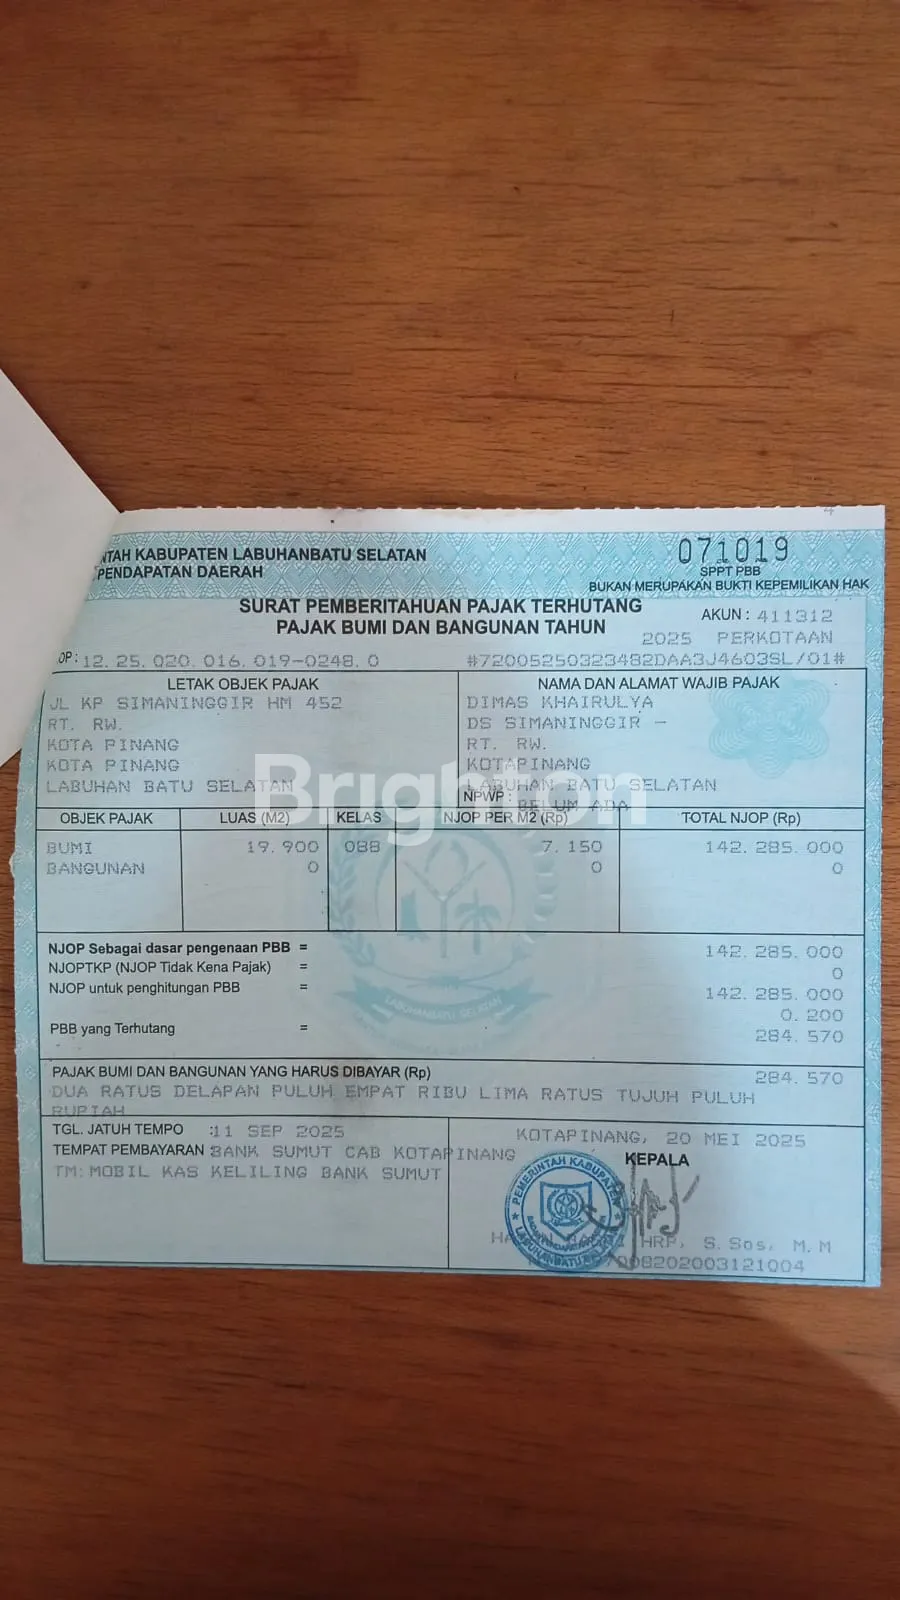 NTAH KABUPATEN LABUHANBATU SELATAN
PENDAPATAN DAERAH
071019
SPPT PBB
BUKAN MERUPAKAN BUKTI KEPEMILIKAN HAK
SURAT PEMBERITAHUAN PAJAK TERHUTANG
PAJAK BUMI DAN BANGUNAN TAHUN
AKUN : 411312
2025 PERKOTAAN
OP : 12. 25. 020. 016. 019-0248. 0
#72005250323482DAA3J4603SL/01#
LETAK OBJEK PAJAK
JL KP SIMANINGGIR HM 452
RT. RW.
KOTA PINANG
KOTA PINANG
LABUHAN BATU SELATAN
NAMA DAN ALAMAT WAJIB PAJAK
DIMAS KHAIRULYA
DS SIMANINGGIR -
RT. RW.
KOTAPINANG
LABUHAN BATU SELATAN
NPWP : BELUM ADA
Brighton
OBJEK PAJAK LUAS (M2) KELAS NJOP PER M2 (Rp) TOTAL NJOP (Rp)
BUMI 19. 900 088 7. 150 142. 285. 000
BANGUNAN 0 0 0
NJOP Sebagai dasar pengenaan PBB = 142. 285. 000
NJOPTKP (NJOP Tidak Kena Pajak) = 0
NJOP untuk penghitungan PBB = 142. 285. 000
0. 200
PBB yang Terhutang = 284. 570
LABUHANBATU SELATAN
PAJAK BUMI DAN BANGUNAN YANG HARUS DIBAYAR (Rp) 284. 570
DUA RATUS DELAPAN PULUH EMPAT RIBU LIMA RATUS TUJUH PULUH
RUPIAH
TGL. JATUH TEMPO : 11 SEP 2025
TEMPAT PEMBAYARAN : BANK SUMUT CAB KOTAPINANG
TM: MOBIL KAS KELILING BANK SUMUT
KOTAPINANG, 20 MEI 2025
KEPALA
PEMERINTAH KABUPATEN
LABUHANBATU SELATAN
HRP, S. Sos, M. M
008202003121004